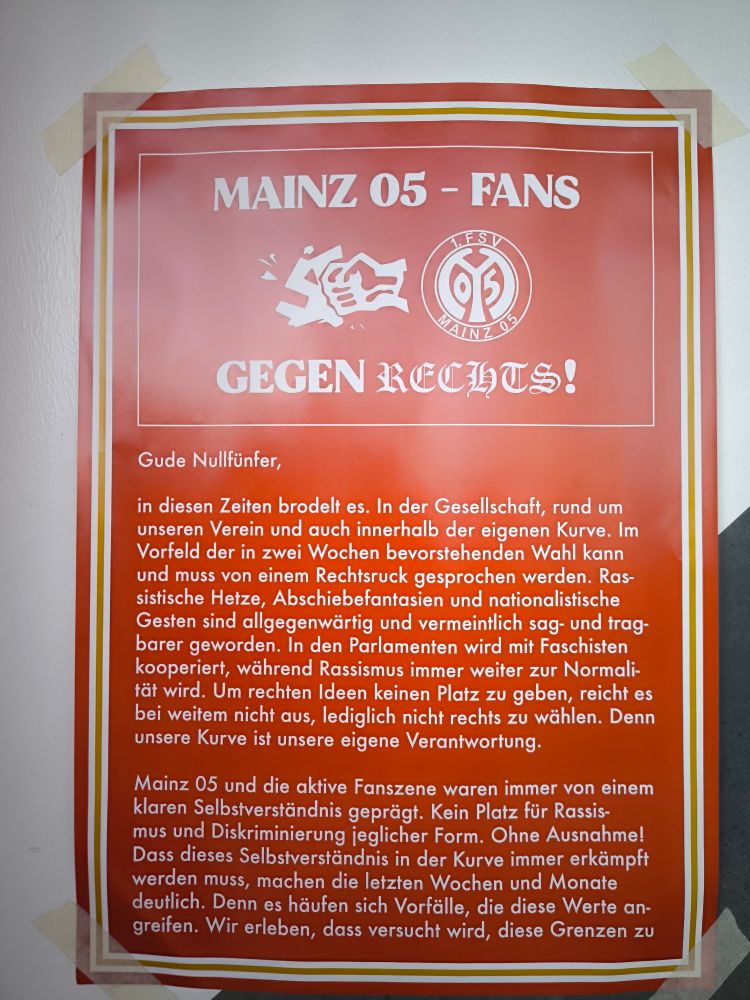 MAINZ 05 - FANS
1. FSV
05
MAINZ 05
GEGEN RECHTS!
Gude Nullfünfer,
in diesen Zeiten brodelt es. In der Gesellschaft, rund um
unseren Verein und auch innerhalb der eigenen Kurve. Im
Vorfeld der in zwei Wochen bevorstehenden Wahl kann
und muss von einem Rechtsruck gesprochen werden. Ras-
sistische Hetze, Abschiebefantasien und nationalistische
Gesten sind allgegenwärtig und vermeintlich sag- und trag-
barer geworden. In den Parlamenten wird mit Faschisten
kooperiert, während Rassismus immer weiter zur Normali-
tät wird. Um rechten Ideen keinen Platz zu geben, reicht es
bei weitem nicht aus, lediglich nicht rechts zu wählen. Denn
unsere Kurve ist unsere eigene Verantwortung.
Mainz 05 und die aktive Fanszene waren immer von einem
klaren Selbstverständnis geprägt. Kein Platz für Rassis-
mus und Diskriminierung jeglicher Form. Ohne Ausnahme!
Dass dieses Selbstverständnis in der Kurve immer erkämpft
werden muss, machen die letzten Wochen und Monate
deutlich. Denn es häufen sich Vorfälle, die diese Werte an-
greifen. Wir erleben, dass versucht wird, diese Grenzen zu